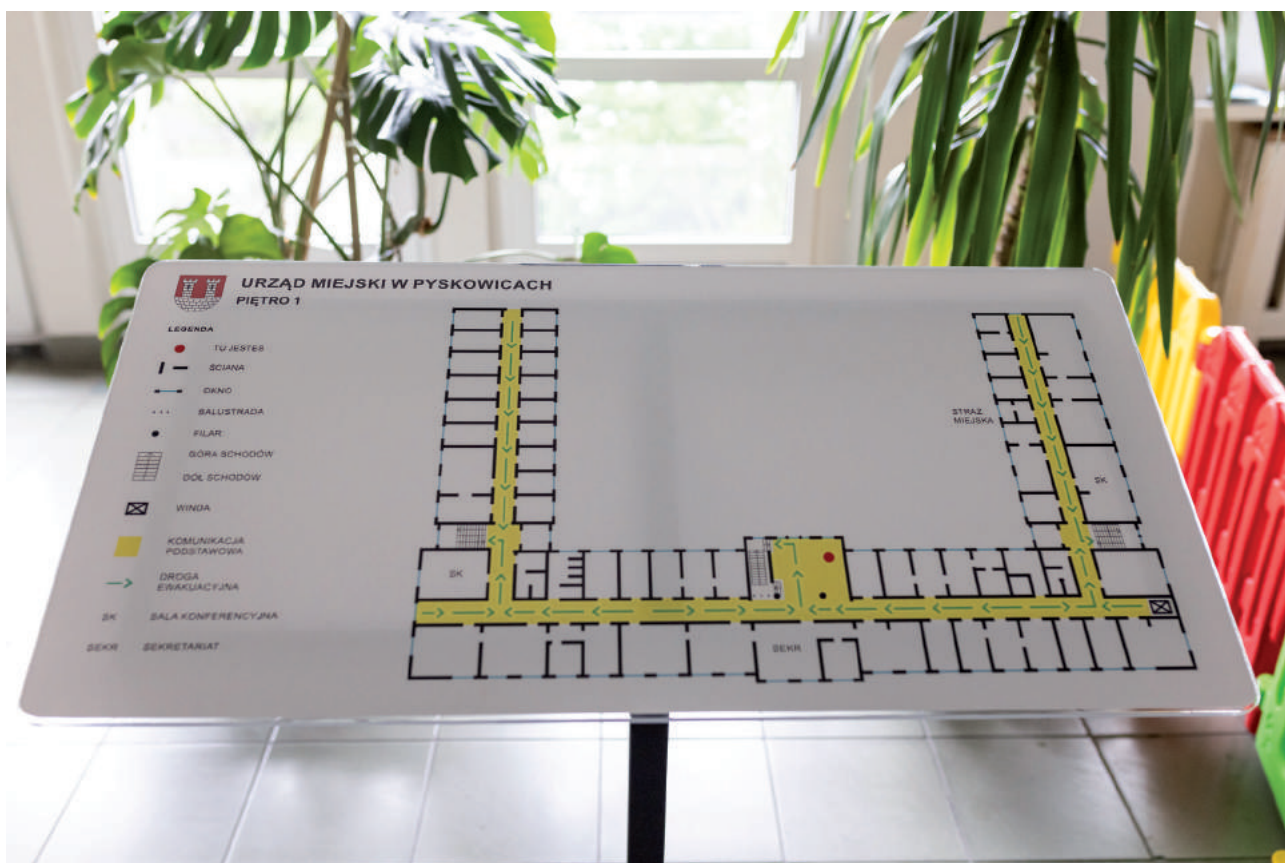 URZĄD MIEJSKI W PYSKOWICACH
PIĘTRO 1
LEGENDA
TU JESTEŚ
ŚCIANA
OKNO
BALUSTRADA
FILAR
GÓRA SCHODÓW
DÓŁ SCHODÓW
WINDA
KOMUNIKACJA
PODSTAWOWA
DROGA
EWAKUACYJNA
SK SALA KONFERENCYJNA
SEKR SEKRETARIAT
STRAŻ
MIEJSKA
SK
SK
SEKR